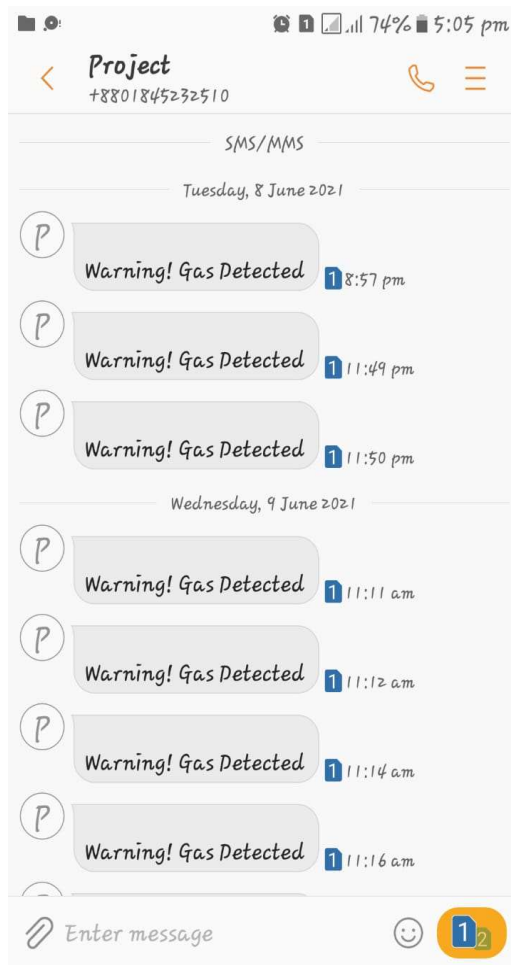 1 74% 5:05 pm
Project
+8801845232510
SMS/MMS
Tuesday, 8 June 2021
P
Warning! Gas Detected 1 8:57 pm
P
Warning! Gas Detected 1 11:49 pm
P
Warning! Gas Detected 1 11:50 pm
Wednesday, 9 June 2021
P
Warning! Gas Detected 1 11:11 am
P
Warning! Gas Detected 1 11:12 am
P
Warning! Gas Detected 1 11:14 am
P
Warning! Gas Detected 1 11:16 am
Enter message 1 2